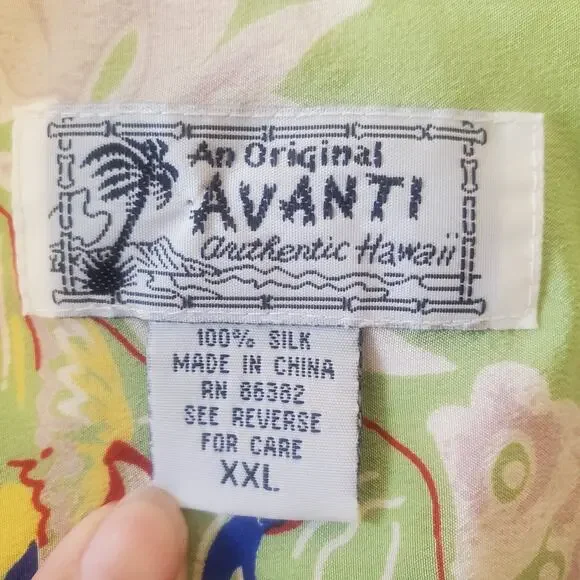 An Original
AVANTI
authentic Hawaii
100% SILK
MADE IN CHINA
RN 86382
SEE REVERSE
FOR CARE
XXL